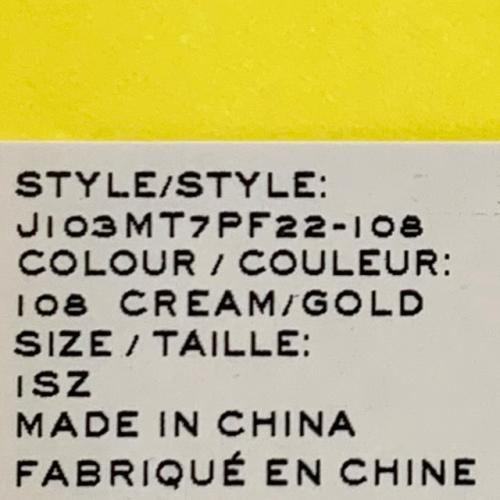 STYLE/STYLE:
J103MT7PF22-108
COLOUR / COULEUR:
108 CREAM/GOLD
SIZE / TAILLE:
1SZ
MADE IN CHINA
FABRIQUÉ EN CHINE